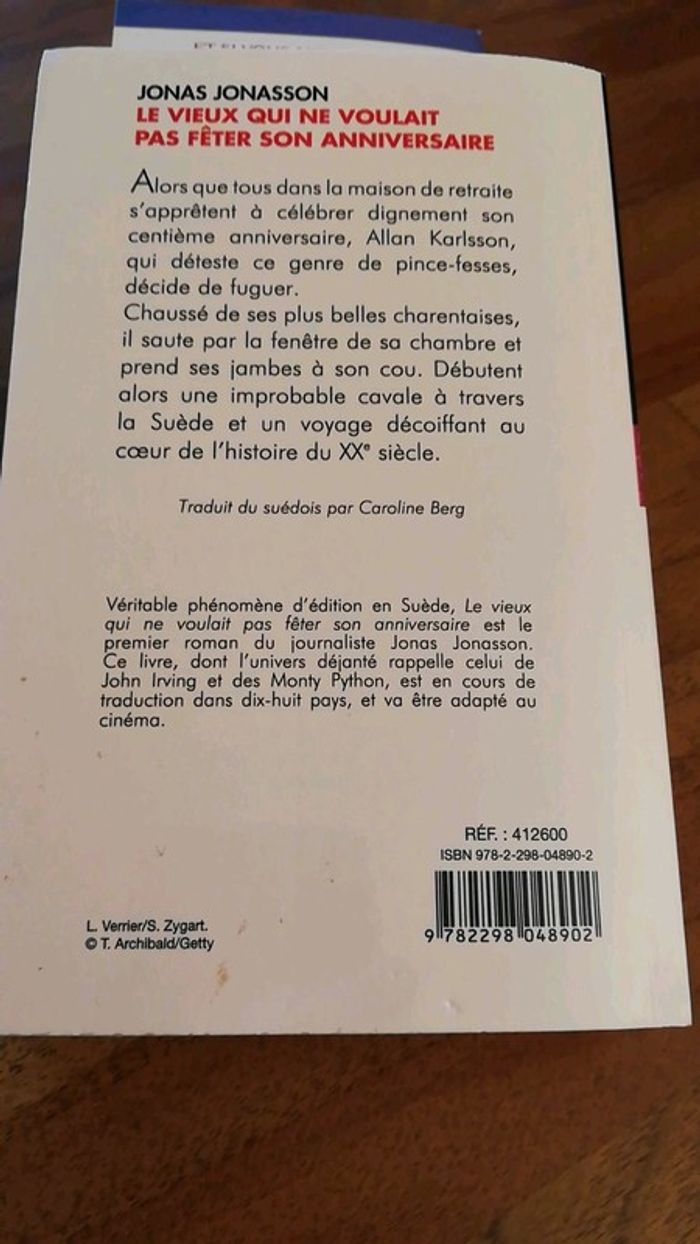 JONAS JONASSON
LE VIEUX QUI NE VOULAIT
PAS FÊTER SON ANNIVERSAIRE
Alors que tous dans la maison de retraite
s'apprêtent à célébrer dignement son
centième anniversaire, Allan Karlsson,
qui déteste ce genre de pince-fesses,
décide de fuguer.
Chaussé de ses plus belles charentaises,
il saute par la fenêtre de sa chambre et
prend ses jambes à son cou. Débutent
alors une improbable cavale à travers
la Suède et un voyage décoiffant au
cœur de l'histoire du XXe siècle.
Traduit du suédois par Caroline Berg
Véritable phénomène d'édition en Suède, Le vieux
qui ne voulait pas fêter son anniversaire est le
premier roman du journaliste Jonas Jonasson.
Ce livre, dont l'univers déjanté rappelle celui de
John Irving et des Monty Python, est en cours de
traduction dans dix-huit pays, et va être adapté au
cinéma.
RÉF. : 412600
ISBN 978-2-298-04890-2
9 782298 048902
L. Verrier/S. Zygart.
© T. Archibald/Getty